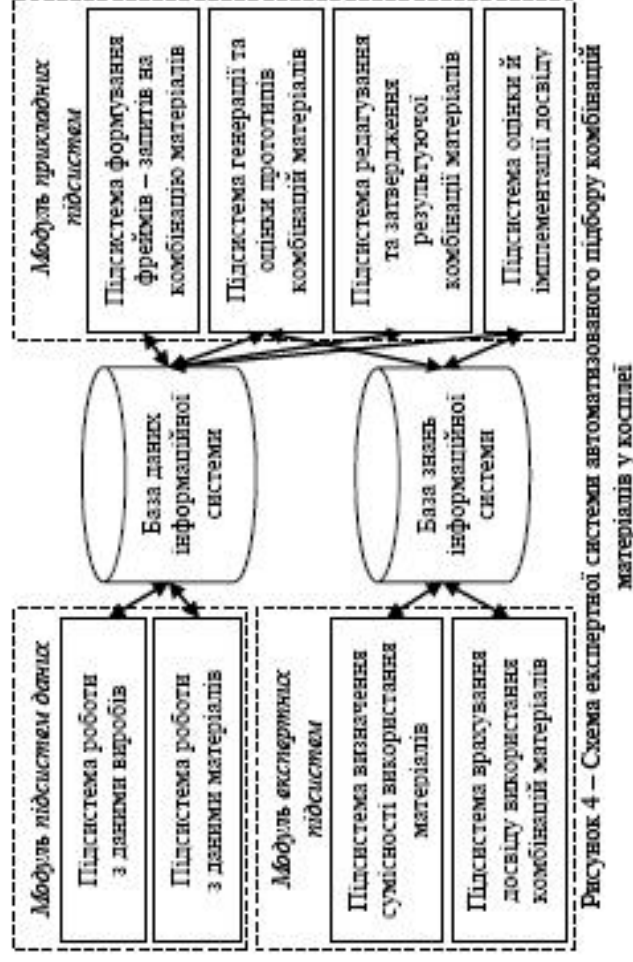 Модуль підсистем даних
Підсистема роботи
з даними виробів
Підсистема роботи
з даними матеріалів
Модуль експертних
підсистем
Підсистема визначення
сумісності використання
матеріалів
Підсистема врахування
досвіду використання
комбінацій матеріалів
База даних
інформаційної
системи
База знань
інформаційної
системи
Модуль прикладних
підсистем
Підсистема формування
фреймів – запитів на
комбінацію матеріалів
Підсистема генерації та
оцінки прототипів
комбінацій матеріалів
Підсистема редагування
та затвердження
результуючої
комбінації матеріалів
Підсистема оцінки й
імплементації досвіду
Рисунок 4 – Схема експертної системи автоматизованого підбору комбінацій
матеріалів у косплеї